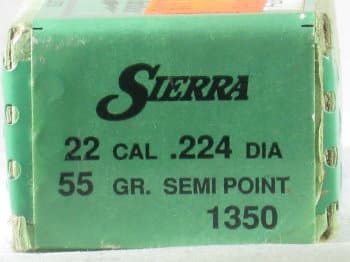 SIERRA
22 CAL .224 DIA
55 GR. SEMI POINT
1350